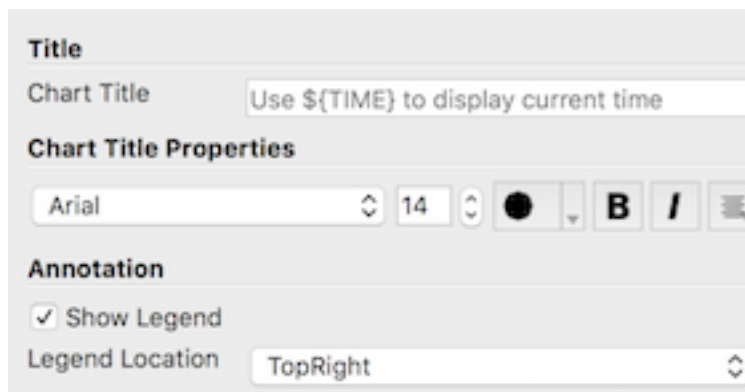 Title
Chart Title Use ${TIME} to display current time
Chart Title Properties
Arial 14 B I
Annotation
Show Legend
Legend Location TopRight